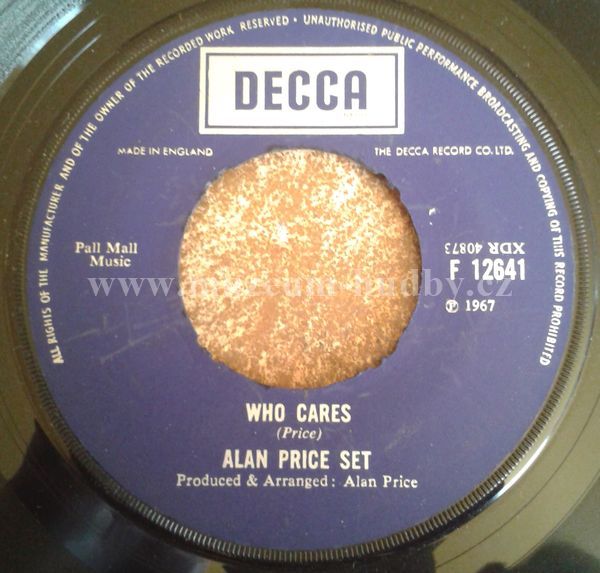 ALL RIGHTS OF THE MANUFACTURER AND OF THE OWNER OF THE RECORDED WORK RESERVED • UNAUTHORISED PUBLIC PERFORMANCE BROADCASTING AND COPYING OF THIS RECORD PROHIBITED
DECCA
MADE IN ENGLAND
THE DECCA RECORD CO. LTD.
Pall Mall
Music
XDR 40873
F 12641
℗ 1967
www.museum-hudby.cz
WHO CARES
(Price)
ALAN PRICE SET
Produced & Arranged: Alan Price